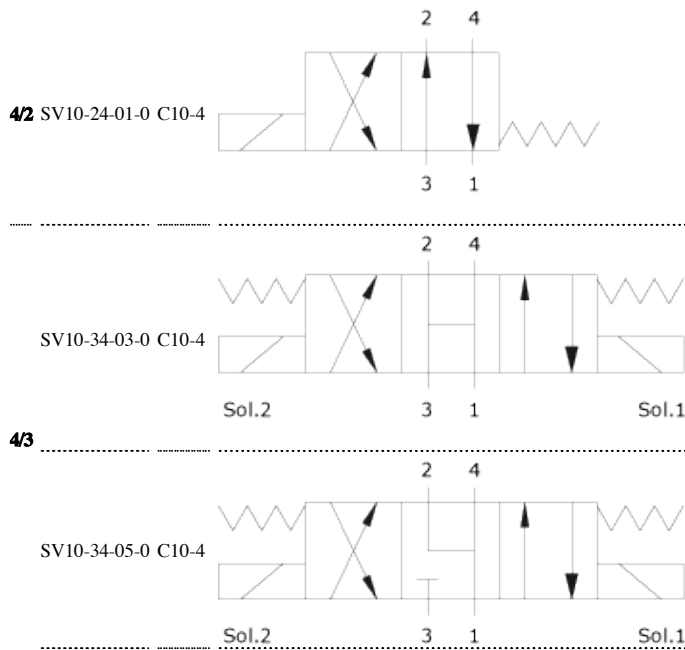 2 4
4/2 SV10-24-01-0 C10-4
3 1
2 4
SV10-34-03-0 C10-4
Sol.2 3 1 Sol.1
4/3
2 4
SV10-34-05-0 C10-4
Sol.2 3 1 Sol.1